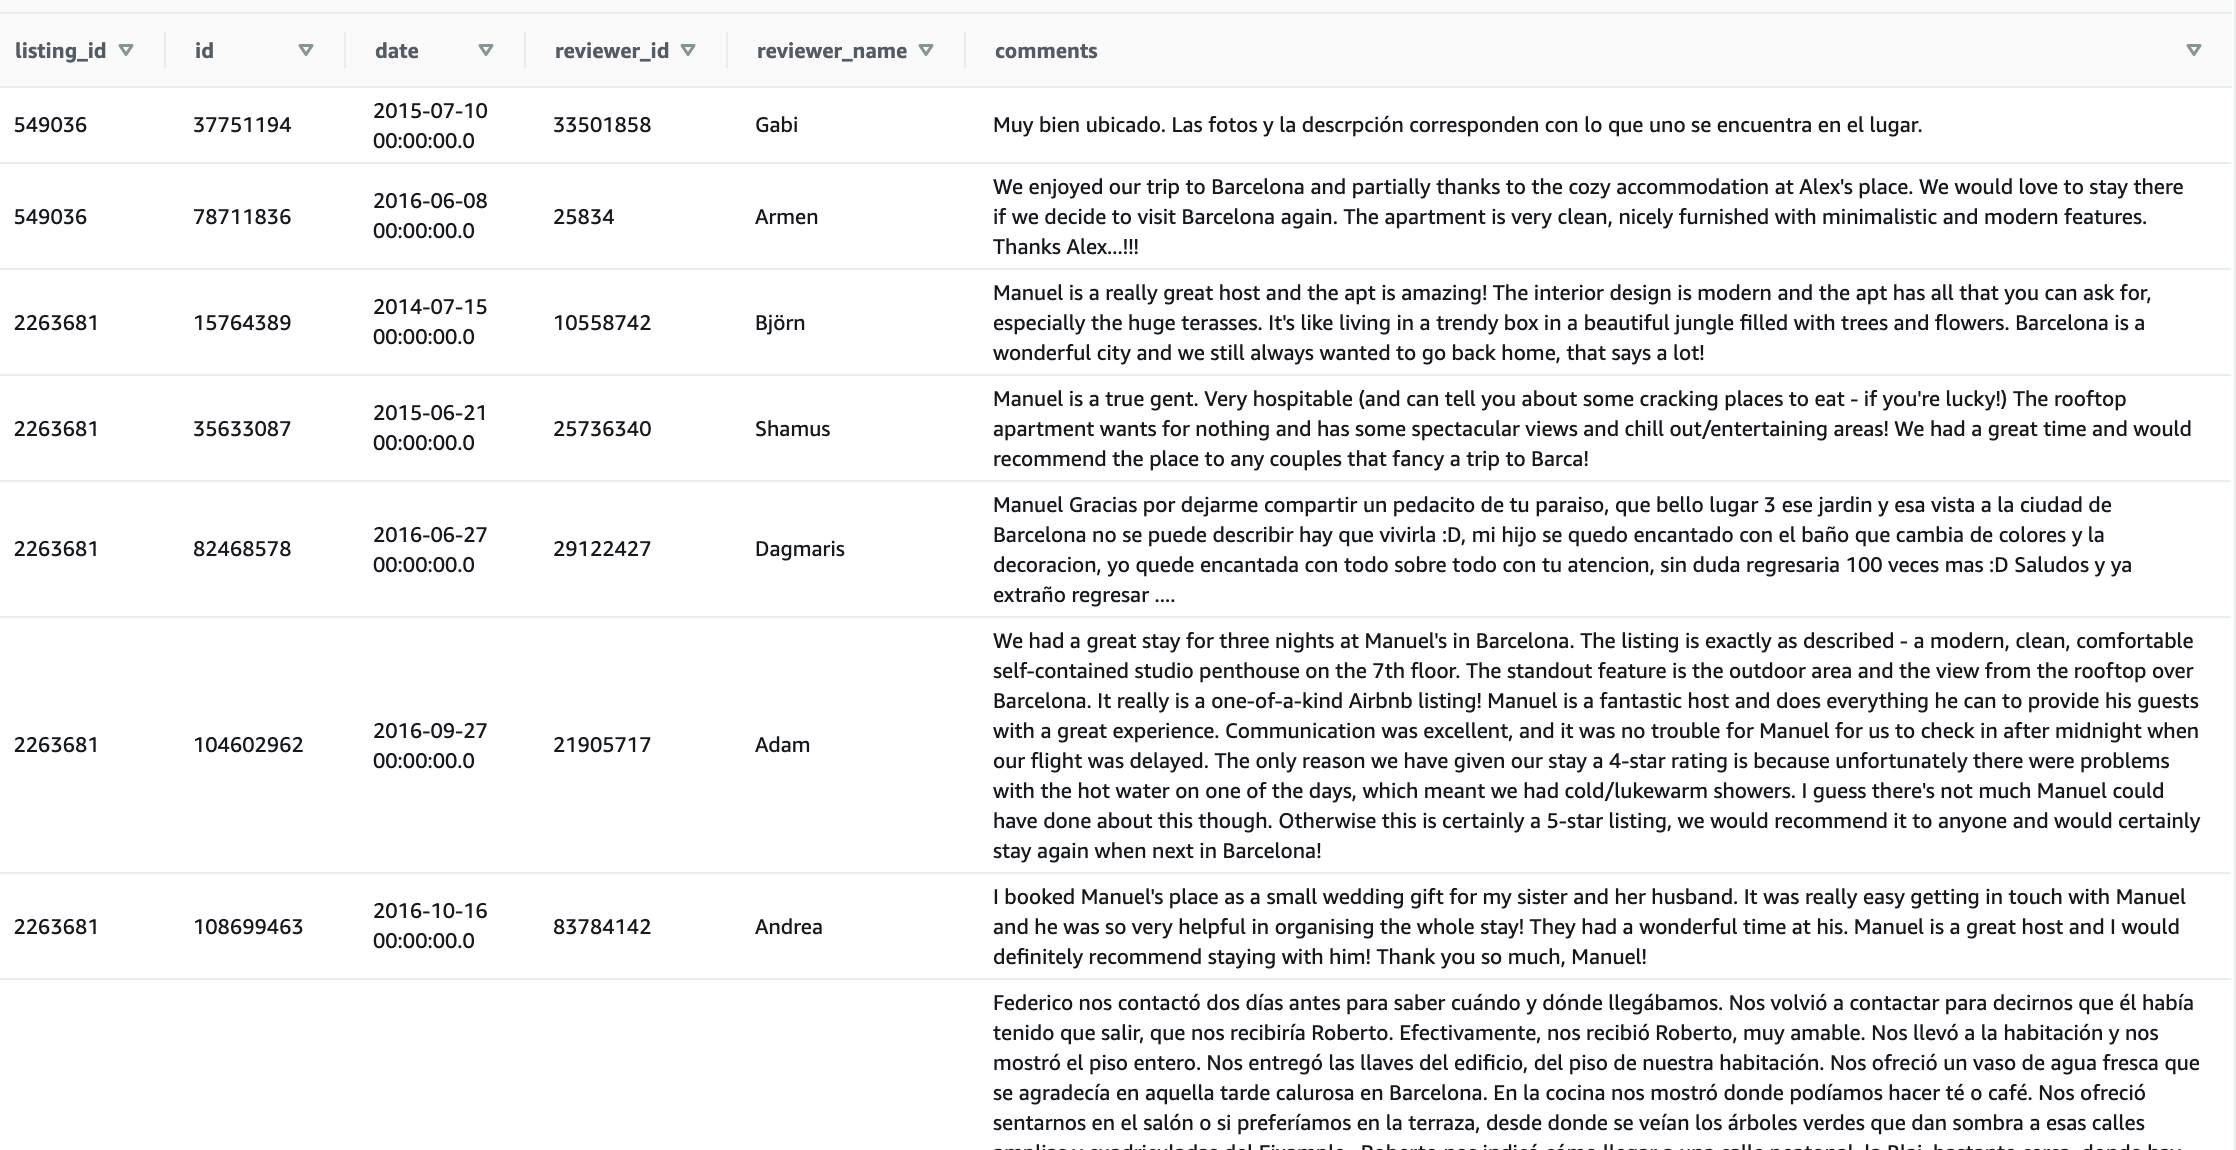 listing_id id date reviewer_id reviewer_name comments
2015-07-10
549036 37751194 33501858 Gabi Muy bien ubicado. Las fotos y la descrpción corresponden con lo que uno se encuentra en el lugar.
00:00:00.0
We enjoyed our trip to Barcelona and partially thanks to the cozy accommodation at Alex's place. We would love to stay there
2016-06-08
549036 78711836 25834 Armen if we decide to visit Barcelona again. The apartment is very clean, nicely furnished with minimalistic and modern features.
00:00:00.0
Thanks Alex...!!!
Manuel is a really great host and the apt is amazing! The interior design is modern and the apt has all that you can ask for,
2014-07-15
2263681 15764389 10558742 Björn especially the huge terasses. It's like living in a trendy box in a beautiful jungle filled with trees and flowers. Barcelona is a
00:00:00.0
wonderful city and we still always wanted to go back home, that says a lot!
Manuel is a true gent. Very hospitable (and can tell you about some cracking places to eat - if you're lucky!) The rooftop
2015-06-21
2263681 35633087 25736340 Shamus apartment wants for nothing and has some spectacular views and chill out/entertaining areas! We had a great time and would
00:00:00.0
recommend the place to any couples that fancy a trip to Barca!
Manuel Gracias por dejarme compartir un pedacito de tu paraiso, que bello lugar 3 ese jardin y esa vista a la ciudad de
2016-06-27
Barcelona no se puede describir hay que vivirla :D, mi hijo se quedo encantado con el baño que cambia de colores y la
2263681 82468578 29122427 Dagmaris
00:00:00.0
decoracion, yo quede encantada con todo sobre todo con tu atencion, sin duda regresaria 100 veces mas :D Saludos y ya
extraño regresar ....
We had a great stay for three nights at Manuel's in Barcelona. The listing is exactly as described - a modern, clean, comfortable
self-contained studio penthouse on the 7th floor. The standout feature is the outdoor area and the view from the rooftop over
Barcelona. It really is a one-of-a-kind Airbnb listing! Manuel is a fantastic host and does everything he can to provide his guests
2016-09-27
with a great experience. Communication was excellent, and it was no trouble for Manuel for us to check in after midnight when
2263681 104602962 21905717 Adam
00:00:00.0
our flight was delayed. The only reason we have given our stay a 4-star rating is because unfortunately there were problems
with the hot water on one of the days, which meant we had cold/lukewarm showers. I guess there's not much Manuel could
have done about this though. Otherwise this is certainly a 5-star listing, we would recommend it to anyone and would certainly
stay again when next in Barcelona!
I booked Manuel's place as a small wedding gift for my sister and her husband. It was really easy getting in touch with Manuel
2016-10-16
2263681 108699463 83784142 Andrea and he was so very helpful in organising the whole stay! They had a wonderful time at his. Manuel is a great host and I would
00:00:00.0
definitely recommend staying with him! Thank you so much, Manuel!
Federico nos contactó dos días antes para saber cuándo y dónde llegábamos. Nos volvió a contactar para decirnos que él había
tenido que salir, que nos recibiría Roberto. Efectivamente, nos recibió Roberto, muy amable. Nos llevó a la habitación y nos
mostró el piso entero. Nos entregó las llaves del edificio, del piso de nuestra habitación. Nos ofreció un vaso de agua fresca que
se agradecía en aquella tarde calurosa en Barcelona. En la cocina nos mostró donde podíamos hacer té o café. Nos ofreció
sentarnos en el salón o si preferíamos en la terraza, desde donde se veían los árboles verdes que dan sombra a esas calles